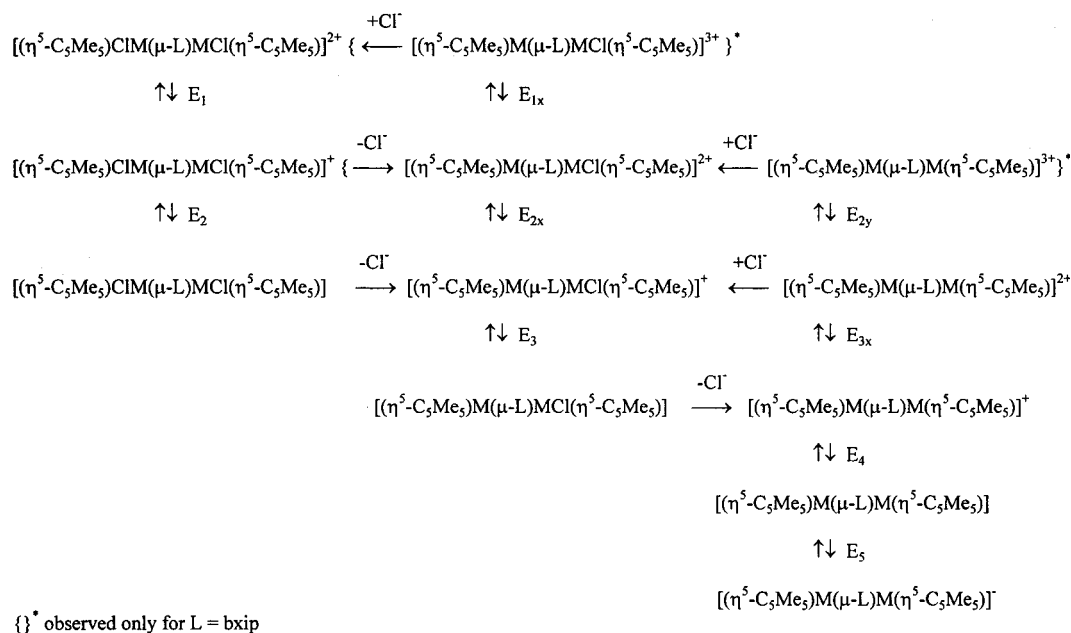 +Cl⁻
[(η⁵-C₅Me₅)ClM(μ-L)MCl(η⁵-C₅Me₅)]²⁺ { ← [(η⁵-C₅Me₅)M(μ-L)MCl(η⁵-C₅Me₅)]³⁺ }*
↑↓ E₁ ↑↓ E₁ₓ
-Cl⁻ +Cl⁻
[(η⁵-C₅Me₅)ClM(μ-L)MCl(η⁵-C₅Me₅)]⁺ { → [(η⁵-C₅Me₅)M(μ-L)MCl(η⁵-C₅Me₅)]²⁺ ← [(η⁵-C₅Me₅)M(μ-L)M(η⁵-C₅Me₅)]³⁺}*
↑↓ E₂ ↑↓ E₂ₓ ↑↓ E₂y
-Cl⁻ +Cl⁻
[(η⁵-C₅Me₅)ClM(μ-L)MCl(η⁵-C₅Me₅)] → [(η⁵-C₅Me₅)M(μ-L)MCl(η⁵-C₅Me₅)]⁺ ← [(η⁵-C₅Me₅)M(μ-L)M(η⁵-C₅Me₅)]²⁺
↑↓ E₃ ↑↓ E₃ₓ
-Cl⁻
[(η⁵-C₅Me₅)M(μ-L)MCl(η⁵-C₅Me₅)] → [(η⁵-C₅Me₅)M(μ-L)M(η⁵-C₅Me₅)]⁺
↑↓ E₄
[(η⁵-C₅Me₅)M(μ-L)M(η⁵-C₅Me₅)]
↑↓ E₅
[(η⁵-C₅Me₅)M(μ-L)M(η⁵-C₅Me₅)]⁻
{}* observed only for L = bxip